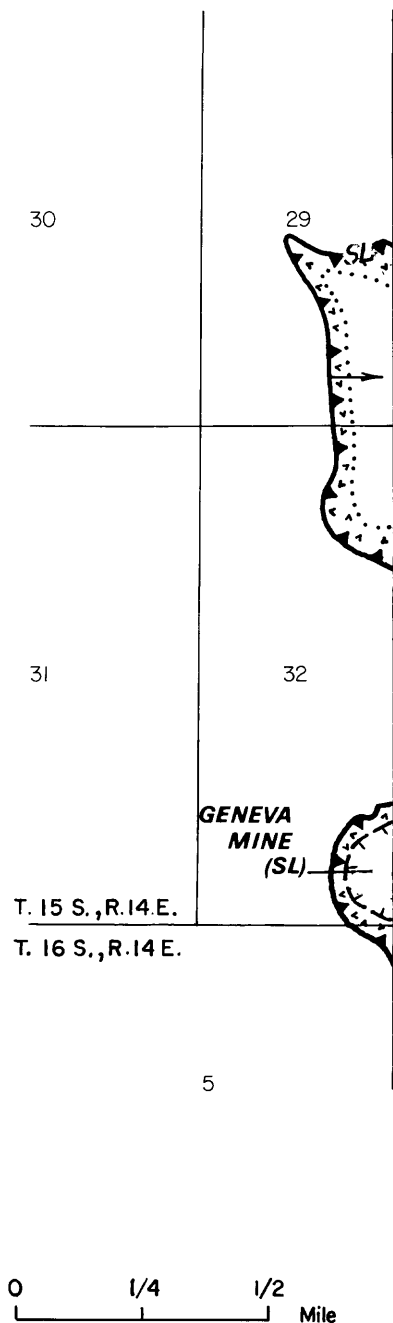 30 29
SL
31 32
GENEVA
MINE
(SL)
T. 15 S., R. 14 E.
T. 16 S., R. 14 E.
5
0 1/4 1/2
Mile